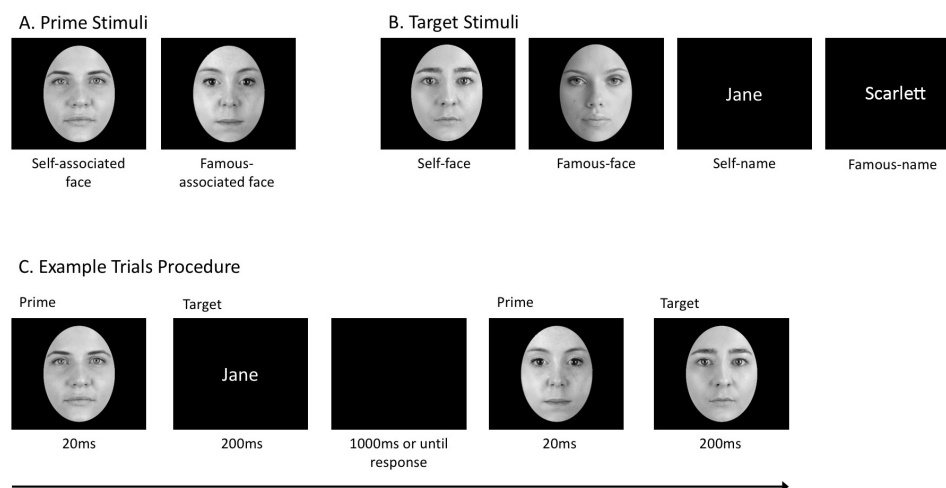 A. Prime Stimuli
Self-associated
face
Famous-
associated face
B. Target Stimuli
Jane
Scarlett
Self-face
Famous-face
Self-name
Famous-name
C. Example Trials Procedure
Prime
Target
Prime
Target
Jane
20ms
200ms
1000ms or until
response
20ms
200ms